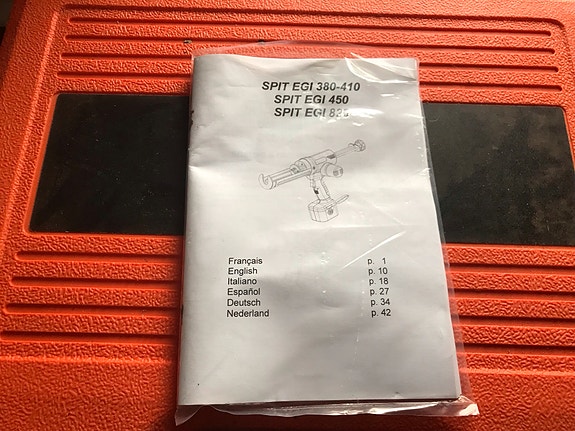 SPIT EGI 380-410
SPIT EGI 450
SPIT EGI
Français p. 1
English p. 10
Italiano p. 18
Español p. 27
Deutsch p. 34
Nederland p. 42